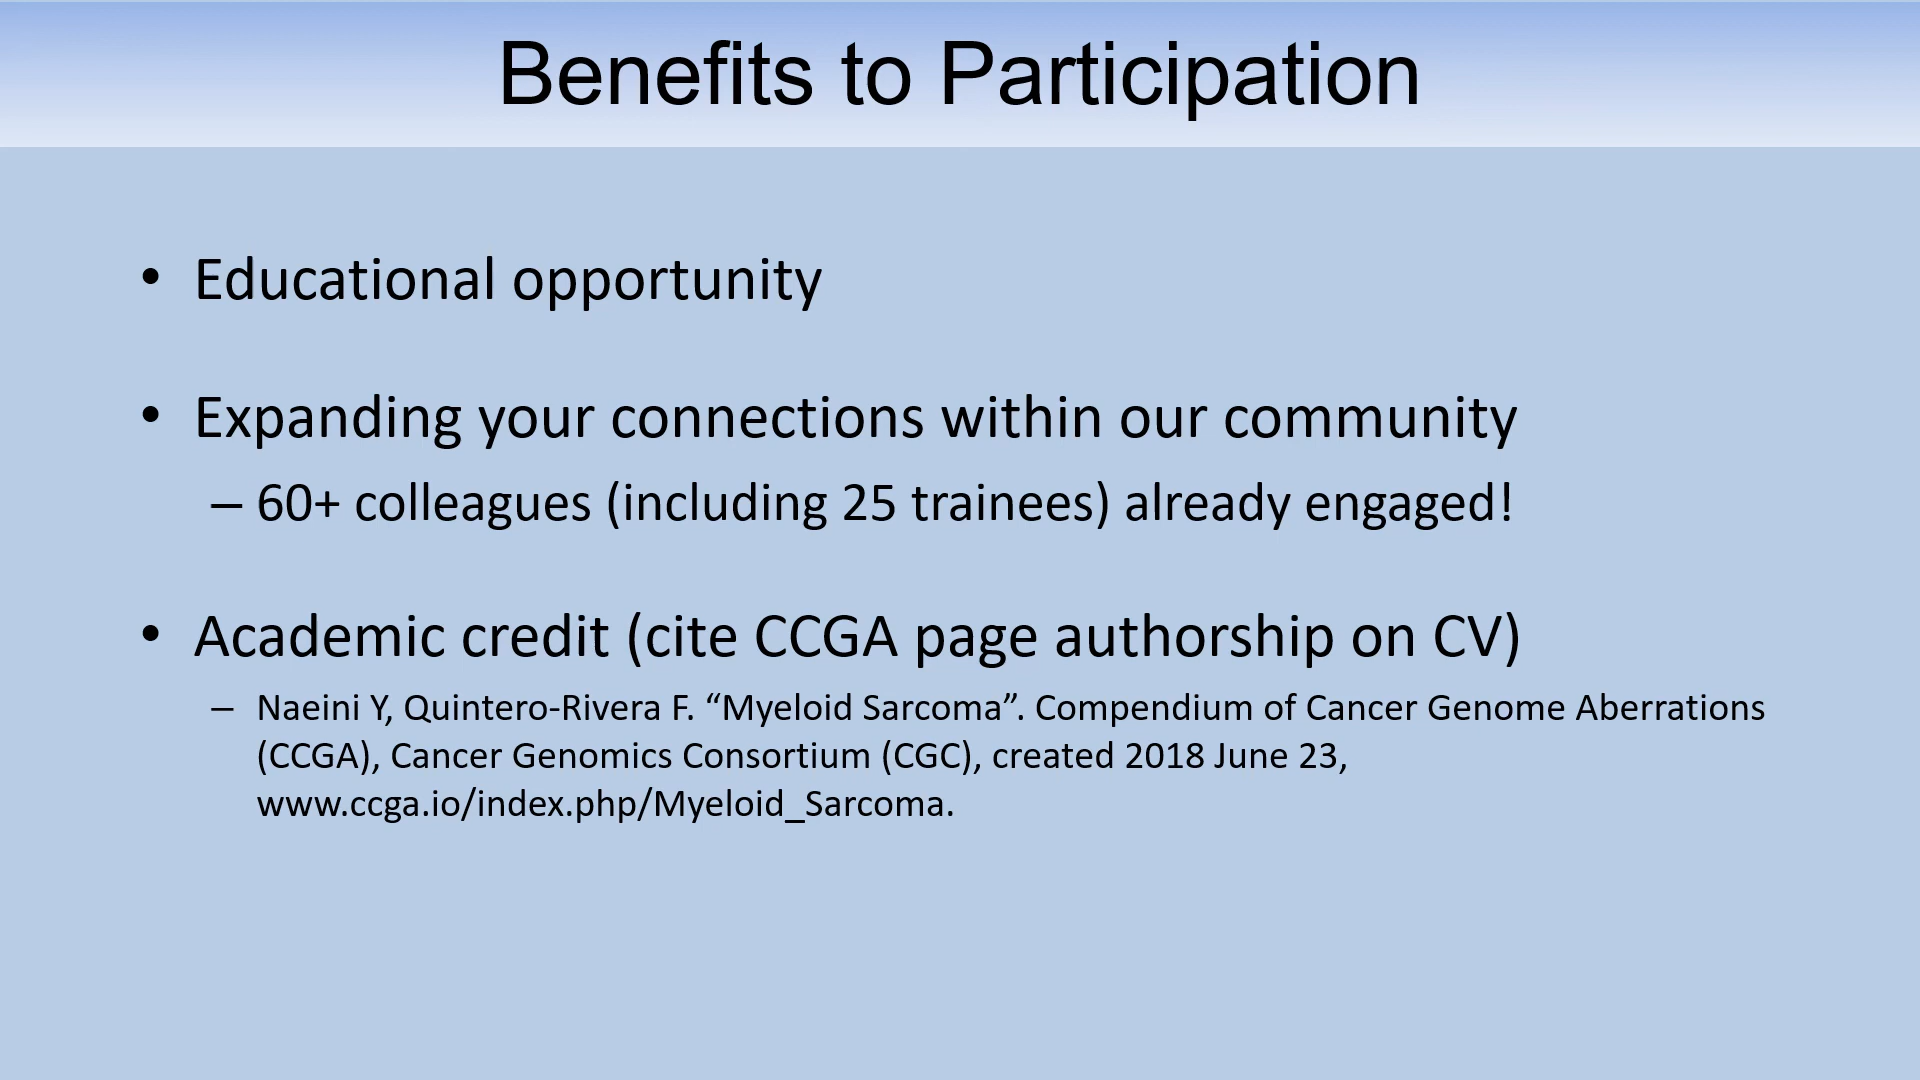 Benefits to Participation
• Educational opportunity
• Expanding your connections within our community
– 60+ colleagues (including 25 trainees) already engaged!
• Academic credit (cite CCGA page authorship on CV)
– Naeini Y, Quintero-Rivera F. “Myeloid Sarcoma”. Compendium of Cancer Genome Aberrations
(CCGA), Cancer Genomics Consortium (CGC), created 2018 June 23,
www.ccga.io/index.php/Myeloid_Sarcoma.